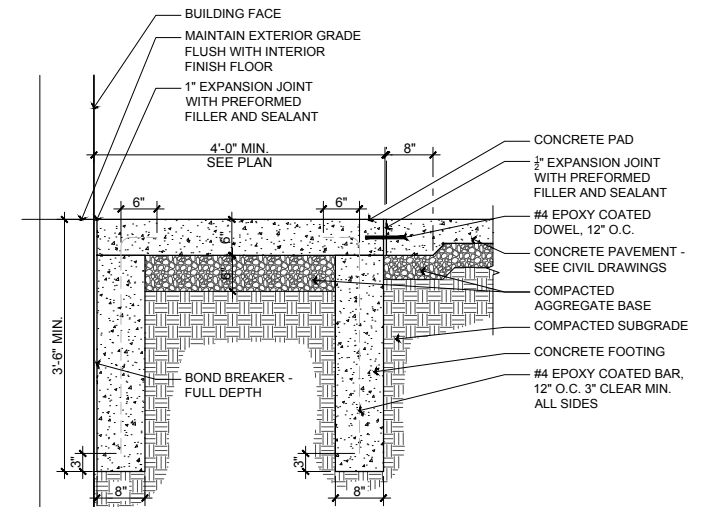 BUILDING FACE
MAINTAIN EXTERIOR GRADE
FLUSH WITH INTERIOR
FINISH FLOOR
1" EXPANSION JOINT
WITH PREFORMED
FILLER AND SEALANT
4'-0" MIN.
SEE PLAN
8"
CONCRETE PAD
½" EXPANSION JOINT
WITH PREFORMED
FILLER AND SEALANT
#4 EPOXY COATED
DOWEL, 12" O.C.
CONCRETE PAVEMENT -
SEE CIVIL DRAWINGS
COMPACTED
AGGREGATE BASE
COMPACTED SUBGRADE
CONCRETE FOOTING
#4 EPOXY COATED BAR,
12" O.C. 3" CLEAR MIN.
ALL SIDES
6"
6"
6"
6"
3'-6" MIN.
BOND BREAKER -
FULL DEPTH
3"
3"
8"
8"